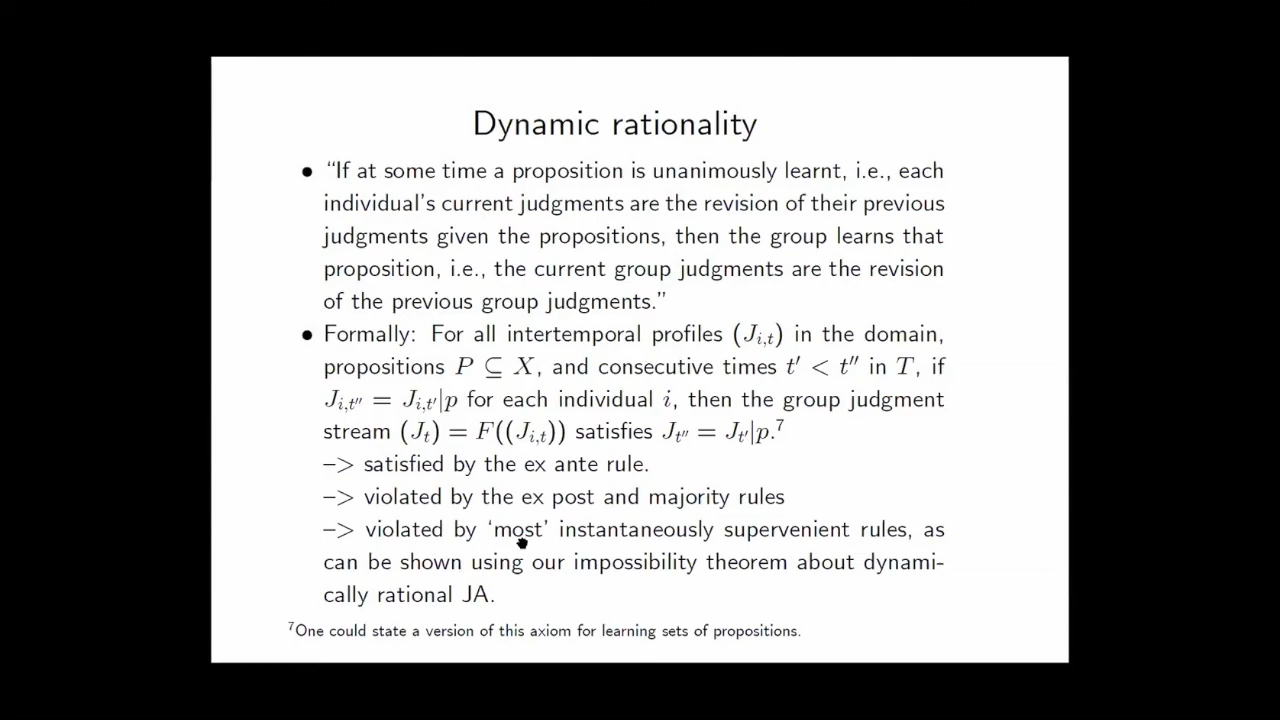 Dynamic rationality
• “If at some time a proposition is unanimously learnt, i.e., each
individual’s current judgments are the revision of their previous
judgments given the propositions, then the group learns that
proposition, i.e., the current group judgments are the revision
of the previous group judgments.”
• Formally: For all intertemporal profiles (J_{i,t}) in the domain,
propositions P ⊆ X, and consecutive times t′ < t″ in T, if
J_{i,t″} = J_{i,t′}|p for each individual i, then the group judgment
stream (J_t) = F((J_{i,t})) satisfies J_{t″} = J_{t′}|p.⁷
–> satisfied by the ex ante rule.
–> violated by the ex post and majority rules
–> violated by ‘most’ instantaneously supervenient rules, as
can be shown using our impossibility theorem about dynami-
cally rational JA.
⁷One could state a version of this axiom for learning sets of propositions.